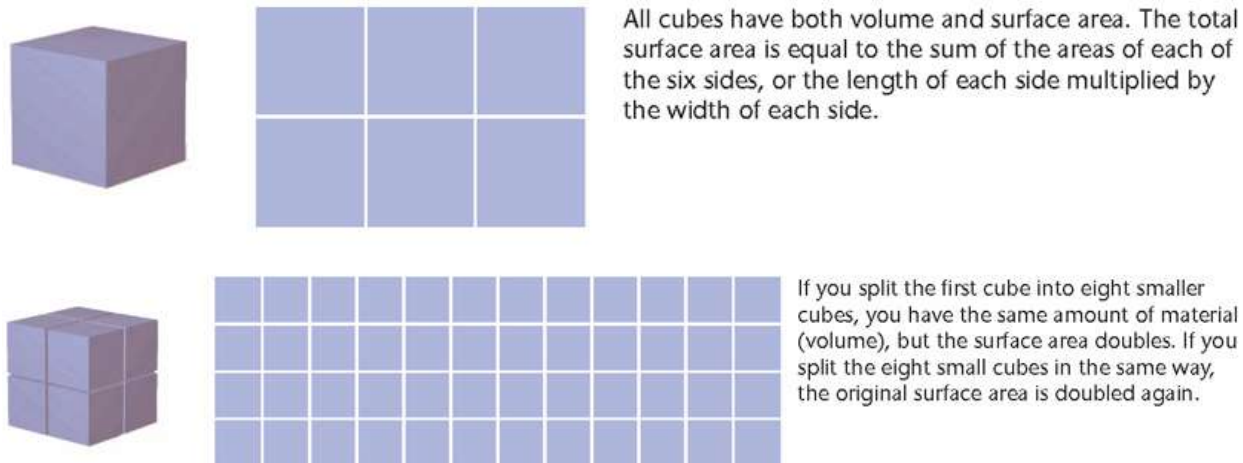 All cubes have both volume and surface area. The total
surface area is equal to the sum of the areas of each of
the six sides, or the length of each side multiplied by
the width of each side.
If you split the first cube into eight smaller
cubes, you have the same amount of material
(volume), but the surface area doubles. If you
split the eight small cubes in the same way,
the original surface area is doubled again.